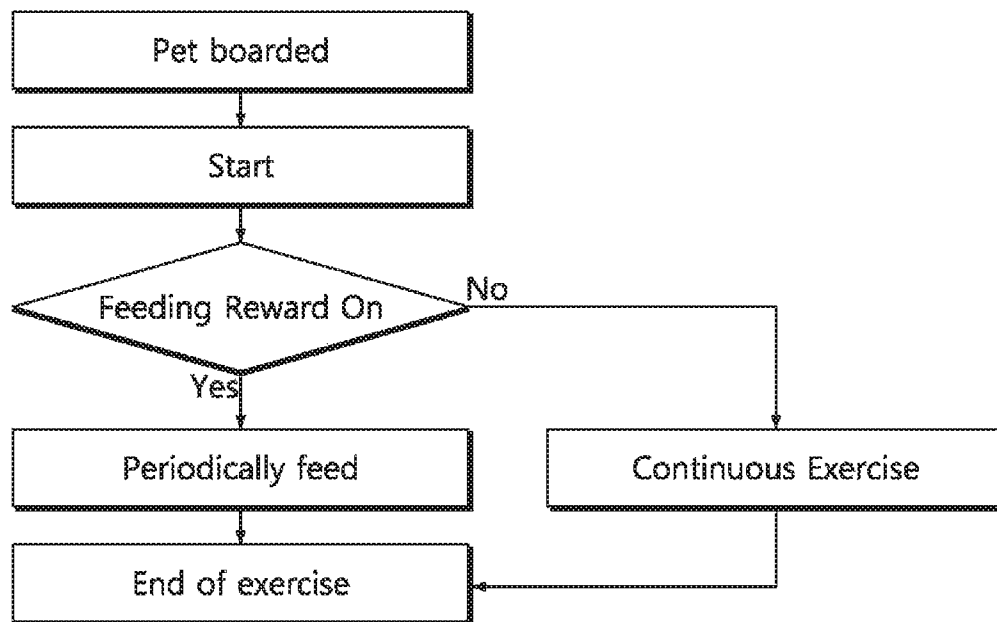 Pet boarded
Start
Feeding Reward On
No
Yes
Periodically feed
Continuous Exercise
End of exercise